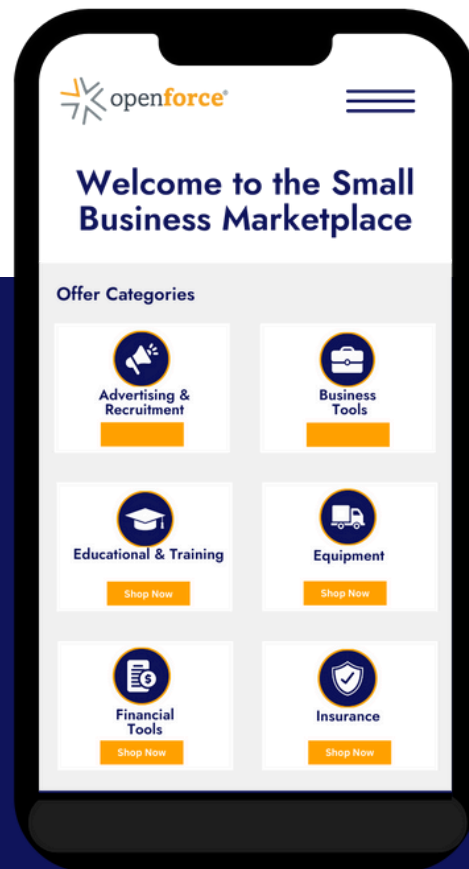 openforce®
Welcome to the Small
Business Marketplace
Offer Categories
Advertising &
Recruitment
Business
Tools
Educational & Training
Shop Now
Equipment
Shop Now
Financial
Tools
Shop Now
Insurance
Shop Now